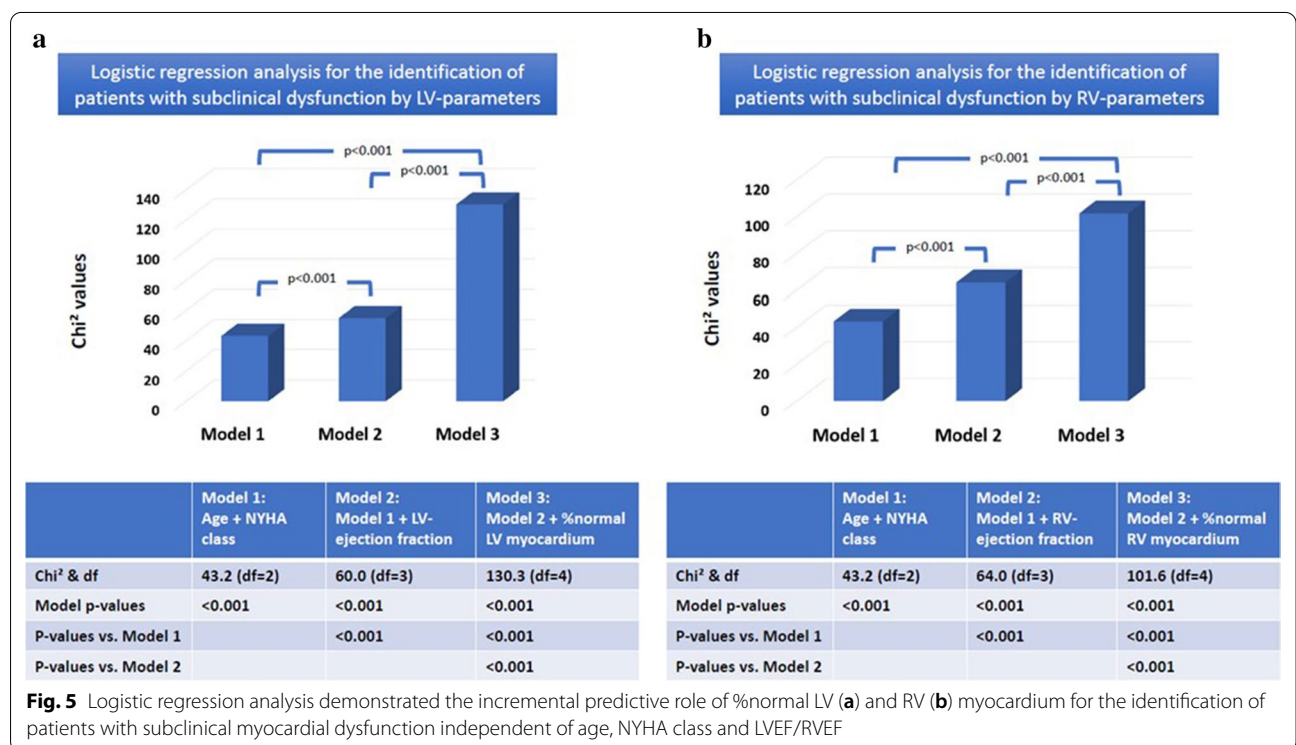 a
Logistic regression analysis for the identification of
patients with subclinical dysfunction by LV-parameters
p<0.001
p<0.001
p<0.001
Chi² values
140
120
100
80
60
40
20
0
Model 1 Model 2 Model 3
Model 1: Age + NYHA class
Model 2: Model 1 + LV-ejection fraction
Model 3: Model 2 + %normal LV myocardium
Chi² & df 43.2 (df=2) 60.0 (df=3) 130.3 (df=4)
Model p-values <0.001 <0.001 <0.001
P-values vs. Model 1 <0.001 <0.001
P-values vs. Model 2 <0.001
b
Logistic regression analysis for the identification of
patients with subclinical dysfunction by RV-parameters
p<0.001
p<0.001
p<0.001
Chi² values
120
100
80
60
40
20
0
Model 1 Model 2 Model 3
Model 1: Age + NYHA class
Model 2: Model 1 + RV-ejection fraction
Model 3: Model 2 + %normal RV myocardium
Chi² & df 43.2 (df=2) 64.0 (df=3) 101.6 (df=4)
Model p-values <0.001 <0.001 <0.001
P-values vs. Model 1 <0.001 <0.001
P-values vs. Model 2 <0.001
Fig. 5 Logistic regression analysis demonstrated the incremental predictive role of %normal LV (a) and RV (b) myocardium for the identification of
patients with subclinical myocardial dysfunction independent of age, NYHA class and LVEF/RVEF